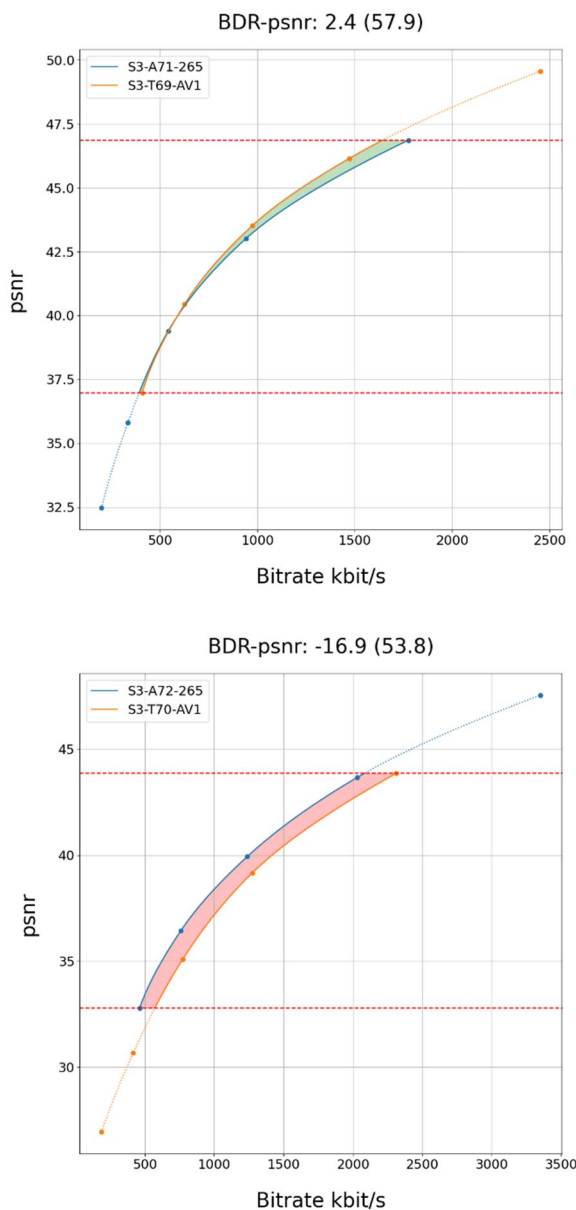 BDR-psnr: 2.4 (57.9)
S3-A71-265
S3-T69-AV1
50.0
47.5
45.0
42.5
40.0
37.5
35.0
32.5
psnr
500 1000 1500 2000 2500
Bitrate kbit/s
BDR-psnr: -16.9 (53.8)
S3-A72-265
S3-T70-AV1
45
40
35
30
psnr
500 1000 1500 2000 2500 3000 3500
Bitrate kbit/s